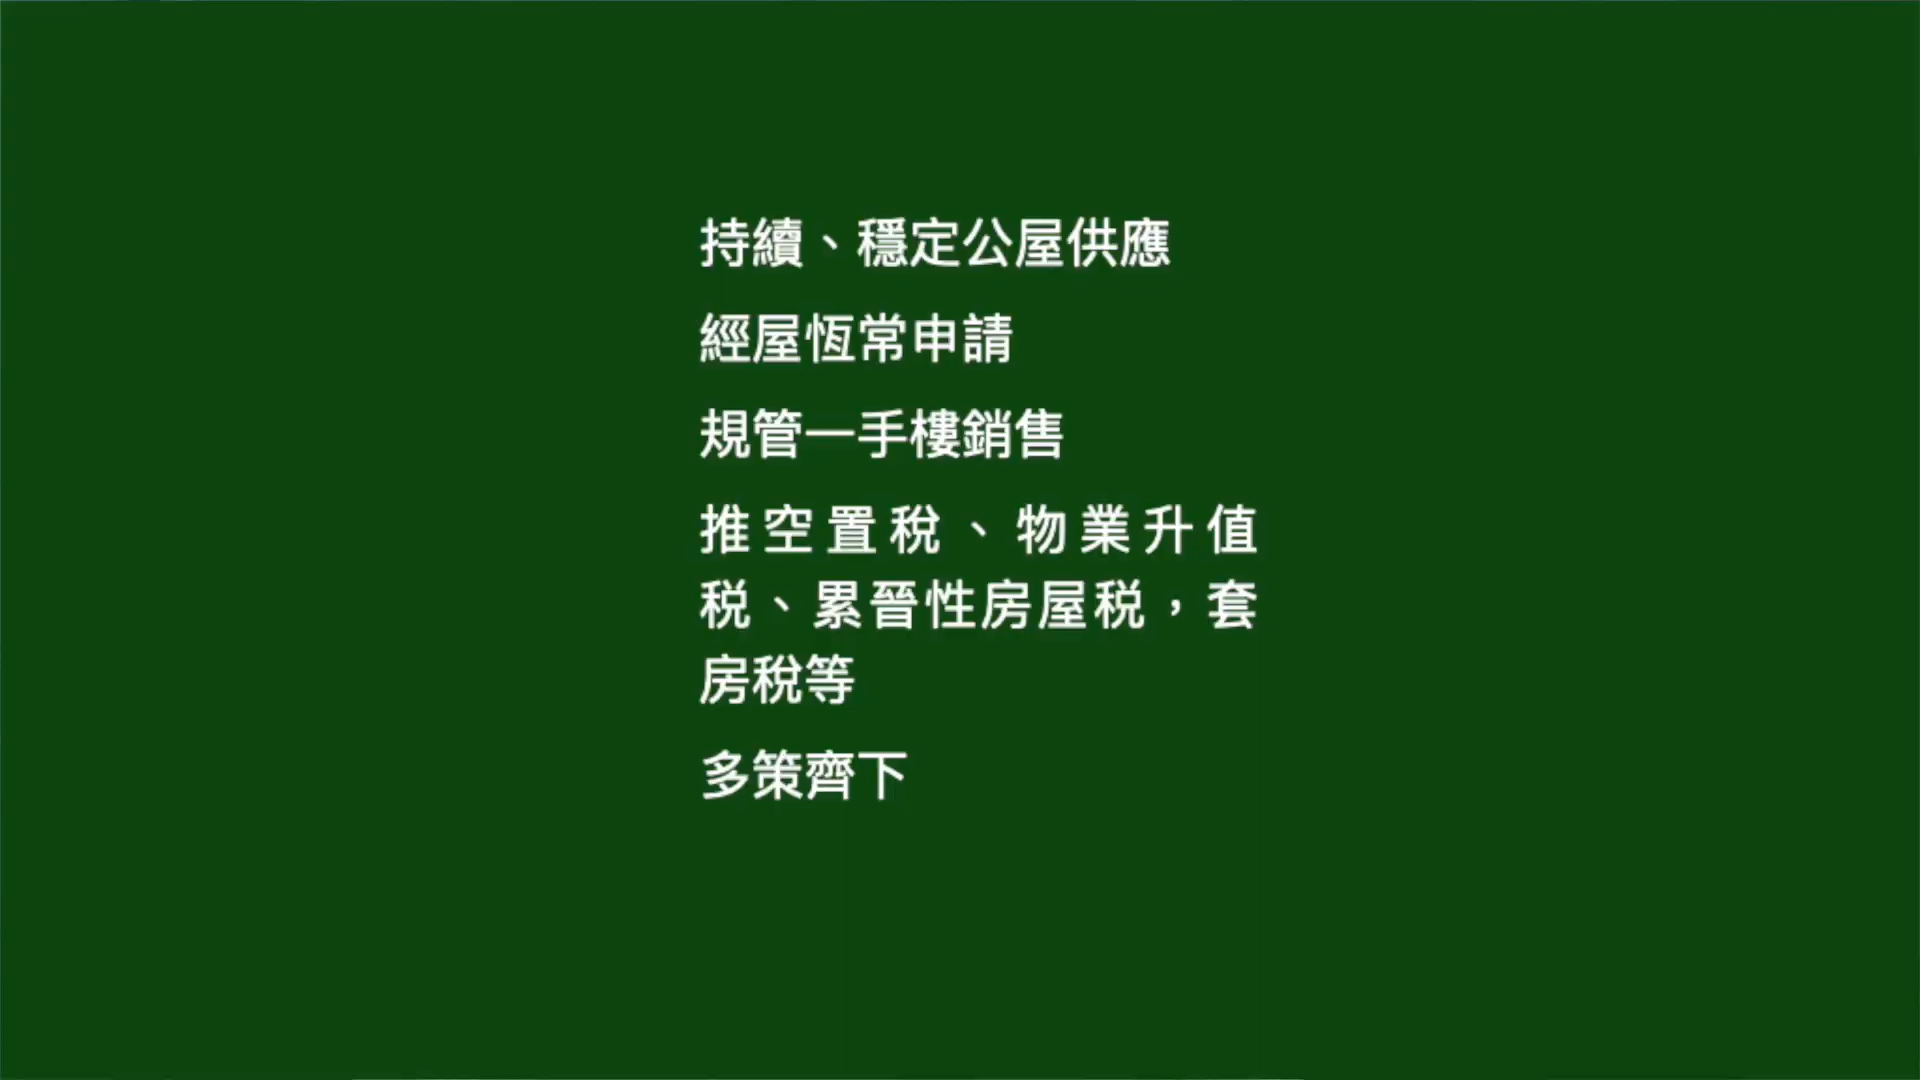 持續、穩定公屋供應
經屋恆常申請
規管一手樓銷售
推空置稅、物業升值
税、累晉性房屋税，套
房稅等
多策齊下